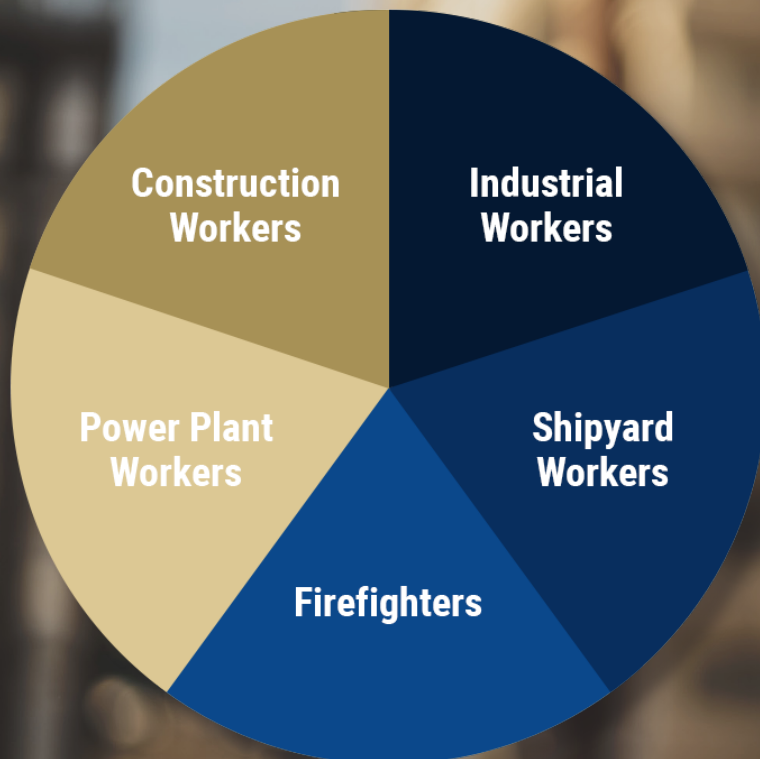 Construction
Workers
Industrial
Workers
Power Plant
Workers
Shipyard
Workers
Firefighters